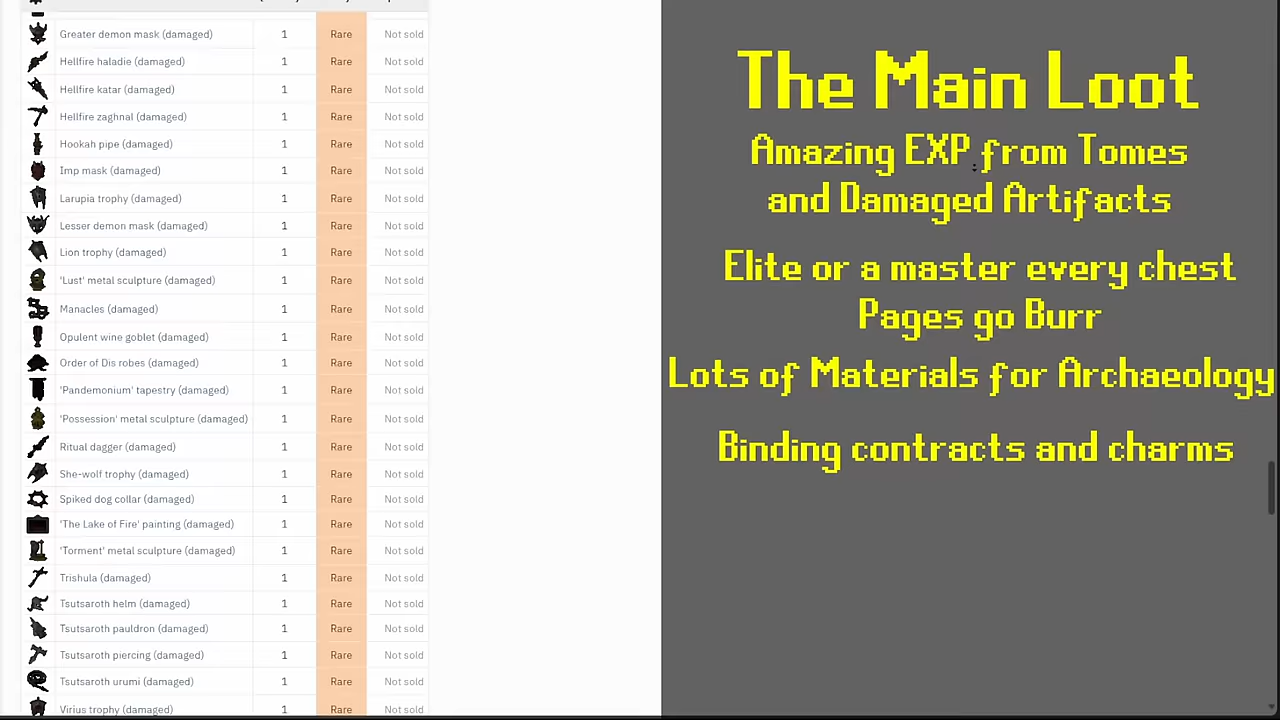 Greater demon mask (damaged) 1 Rare Not sold
Hellfire haladie (damaged) 1 Rare Not sold
Hellfire katar (damaged) 1 Rare Not sold
Hellfire zaghnal (damaged) 1 Rare Not sold
Hookah pipe (damaged) 1 Rare Not sold
Imp mask (damaged) 1 Rare Not sold
Larupia trophy (damaged) 1 Rare Not sold
Lesser demon mask (damaged) 1 Rare Not sold
Lion trophy (damaged) 1 Rare Not sold
'Lust' metal sculpture (damaged) 1 Rare Not sold
Manacles (damaged) 1 Rare Not sold
Opulent wine goblet (damaged) 1 Rare Not sold
Order of Dis robes (damaged) 1 Rare Not sold
'Pandemonium' tapestry (damaged) 1 Rare Not sold
'Possession' metal sculpture (damaged) 1 Rare Not sold
Ritual dagger (damaged) 1 Rare Not sold
She-wolf trophy (damaged) 1 Rare Not sold
Spiked dog collar (damaged) 1 Rare Not sold
'The Lake of Fire' painting (damaged) 1 Rare Not sold
'Torment' metal sculpture (damaged) 1 Rare Not sold
Trishula (damaged) 1 Rare Not sold
Tsutsaroth helm (damaged) 1 Rare Not sold
Tsutsaroth pauldron (damaged) 1 Rare Not sold
Tsutsaroth piercing (damaged) 1 Rare Not sold
Tsutsaroth urumi (damaged) 1 Rare Not sold
Virius trophy (damaged) 1 Rare Not sold
The Main Loot
Amazing EXP from Tomes
and Damaged Artifacts
Elite or a master every chest
Pages go Burr
Lots of Materials for Archaeology
Binding contracts and charms